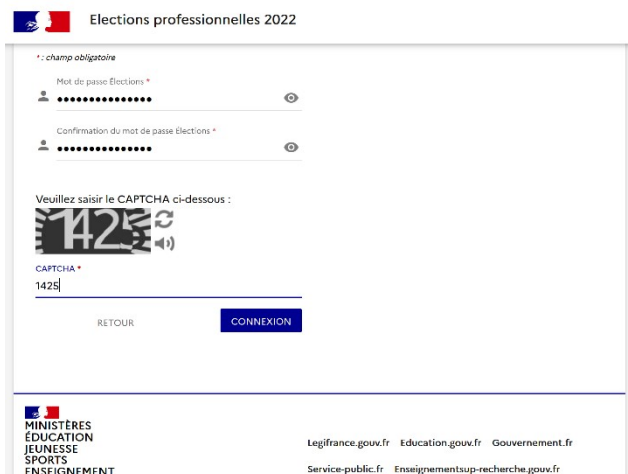 Elections professionnelles 2022
* : champ obligatoire
Mot de passe Élections *
•••••••••••••••
Confirmation du mot de passe Élections *
•••••••••••••••
Veuillez saisir le CAPTCHA ci-dessous :
1425
CAPTCHA *
1425
RETOUR CONNEXION
MINISTÈRES
ÉDUCATION
JEUNESSE
SPORTS
ENSEIGNEMENT
Legifrance.gouv.fr Education.gouv.fr Gouvernement.fr
Service-public.fr Enseignementsup-recherche.gouv.fr